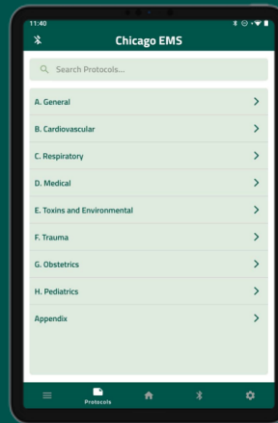 11:40
Chicago EMS
Search Protocols...
A. General
B. Cardiovascular
C. Respiratory
D. Medical
E. Toxins and Environmental
F. Trauma
G. Obstetrics
H. Pediatrics
Appendix
Protocols